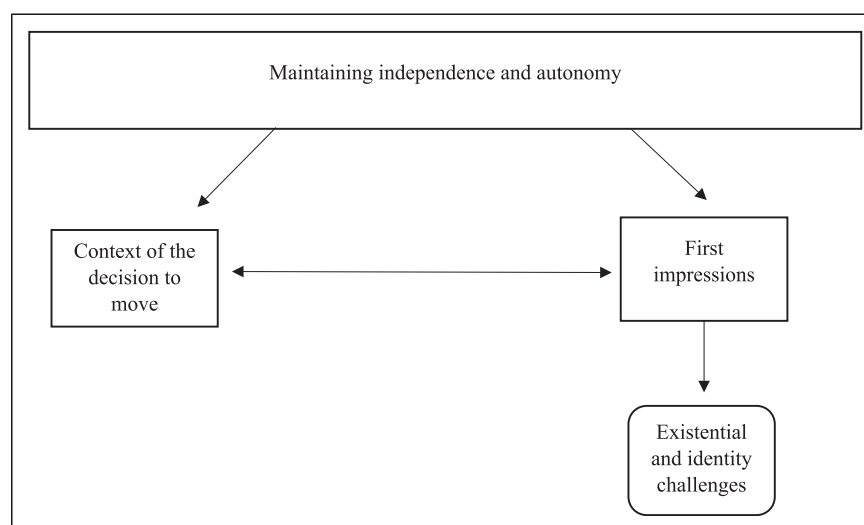 Maintaining independence and autonomy
Context of the
decision to
move
First
impressions
Existential
and identity
challenges